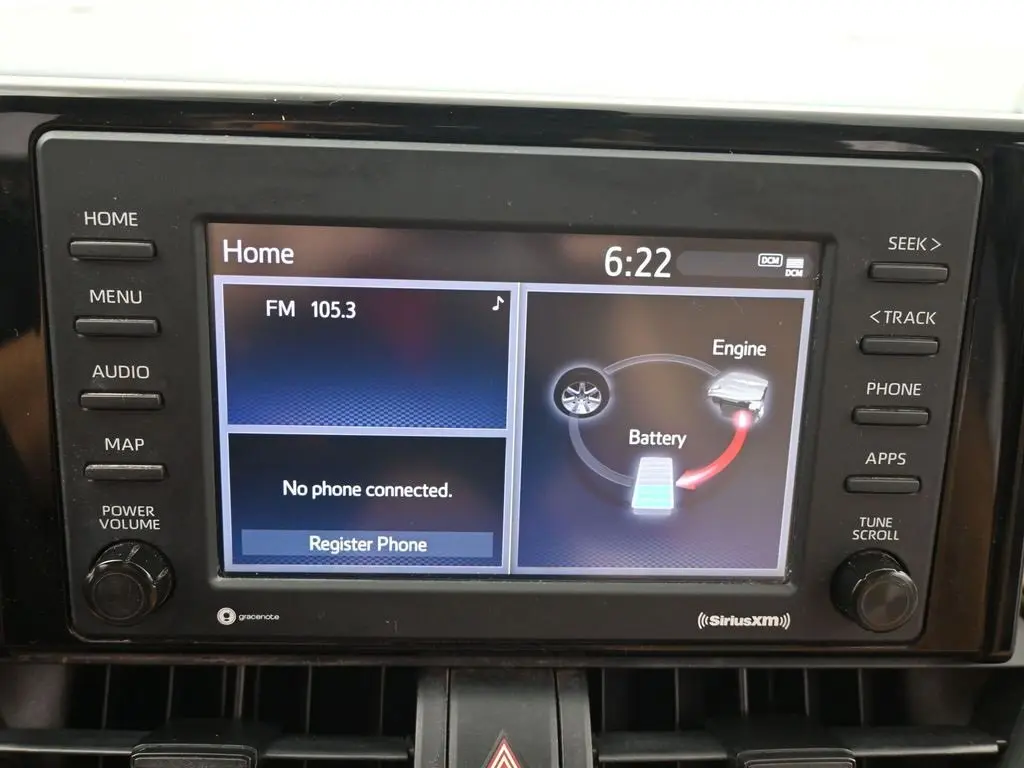 HOME
MENU
AUDIO
MAP
POWER
VOLUME
Home
6:22
DCM
DCM
FM 105.3
No phone connected.
Register Phone
Engine
Battery
SEEK >
< TRACK
PHONE
APPS
TUNE
SCROLL
gracenote
((SiriusXM))